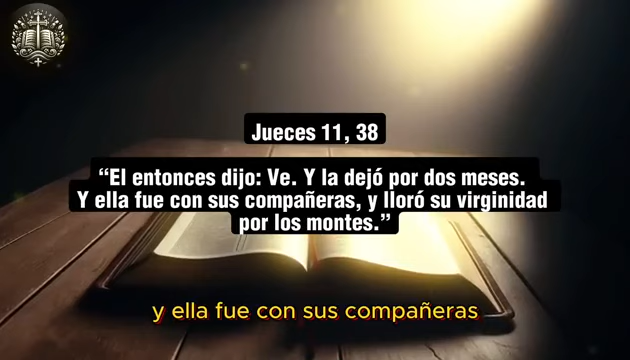 Jueces 11, 38
“El entonces dijo: Ve. Y la dejó por dos meses.
Y ella fue con sus compañeras, y lloró su virginidad
por los montes.”
y ella fue con sus compañeras